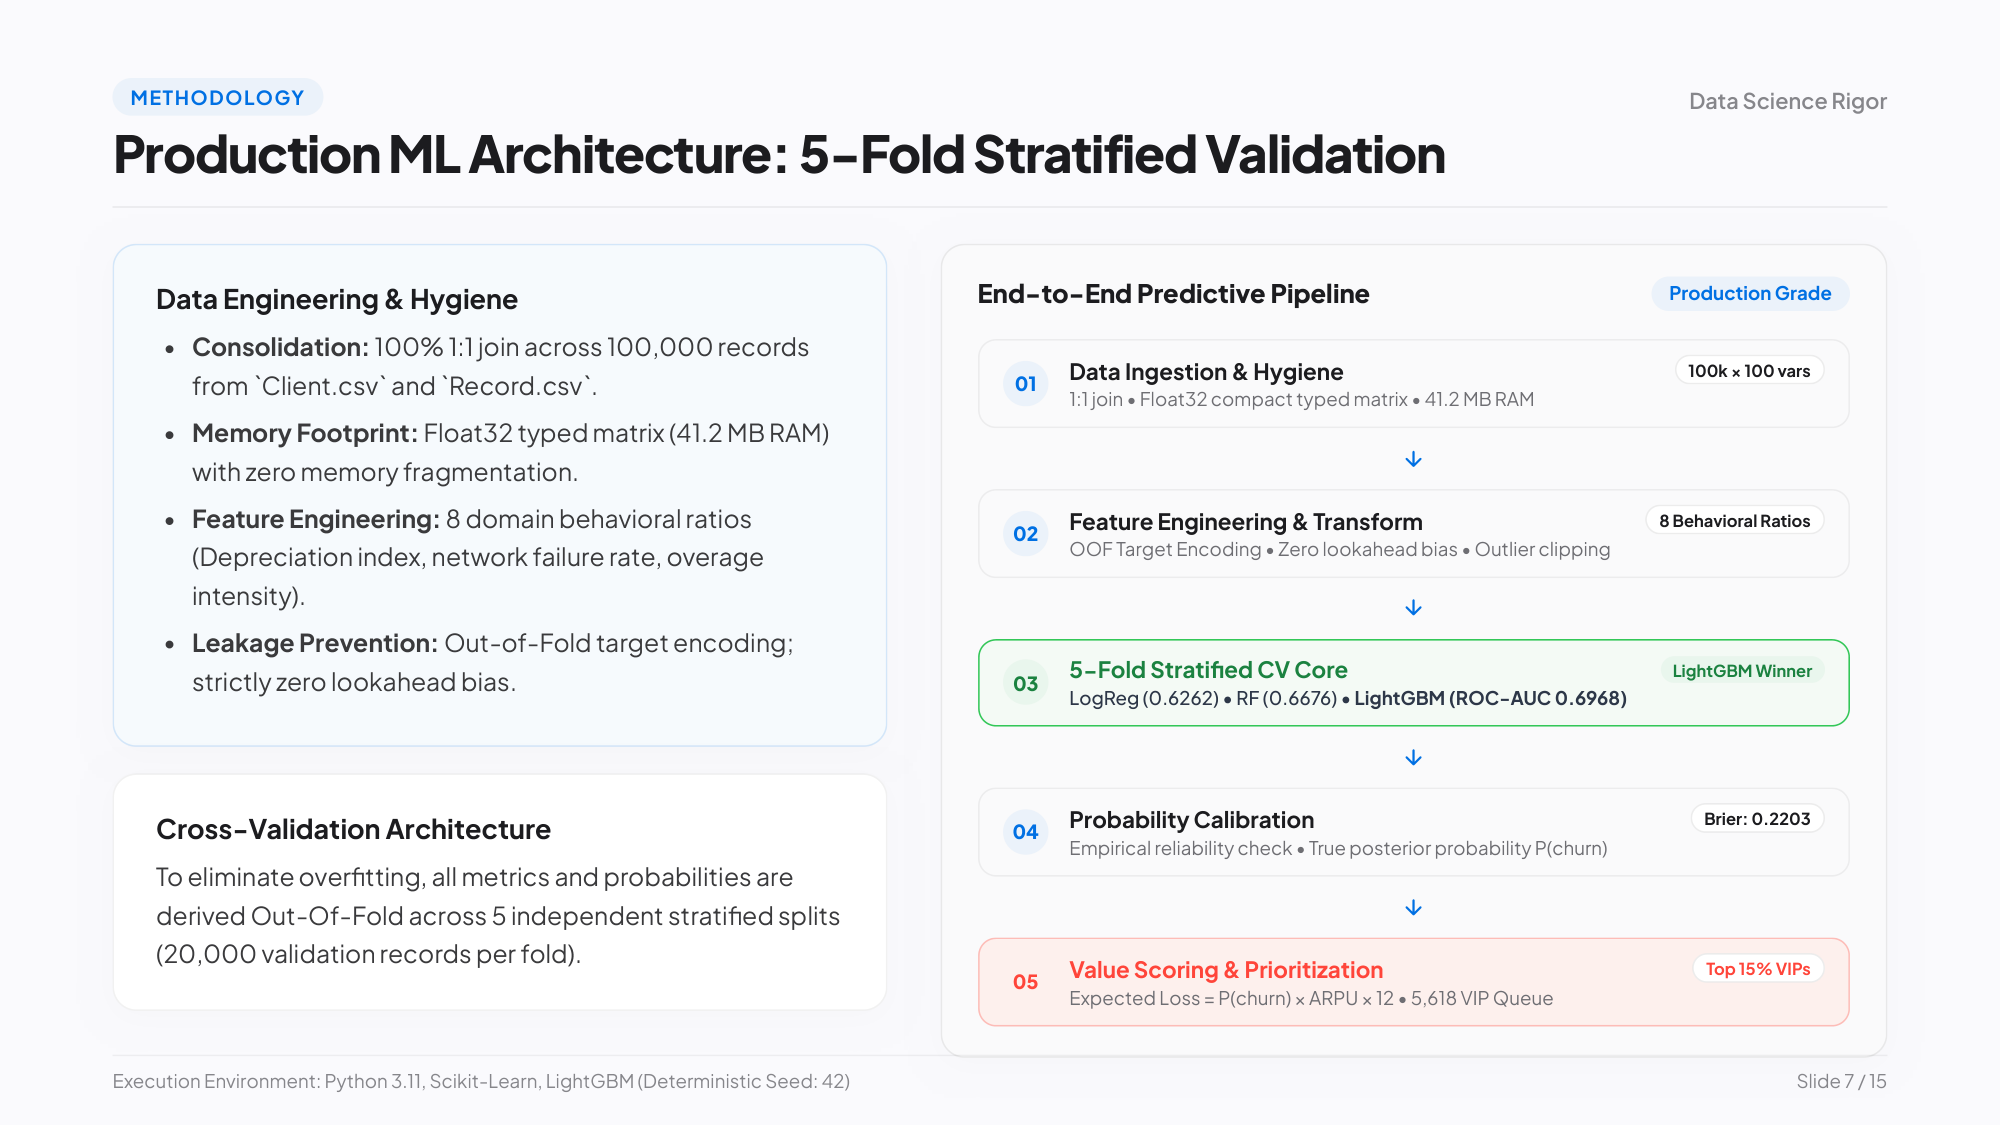 METHODOLOGY
Data Science Rigor
Production ML Architecture: 5-Fold Stratified Validation
Data Engineering & Hygiene
• Consolidation: 100% 1:1 join across 100,000 records
from `Client.csv` and `Record.csv`.
• Memory Footprint: Float32 typed matrix (41.2 MB RAM)
with zero memory fragmentation.
• Feature Engineering: 8 domain behavioral ratios
(Depreciation index, network failure rate, overage
intensity).
• Leakage Prevention: Out-of-Fold target encoding;
strictly zero lookahead bias.
Cross-Validation Architecture
To eliminate overfitting, all metrics and probabilities are
derived Out-Of-Fold across 5 independent stratified splits
(20,000 validation records per fold).
End-to-End Predictive Pipeline
Production Grade
01
Data Ingestion & Hygiene
100k × 100 vars
1:1 join • Float32 compact typed matrix • 41.2 MB RAM
↓
02
Feature Engineering & Transform
8 Behavioral Ratios
OOF Target Encoding • Zero lookahead bias • Outlier clipping
↓
03
5-Fold Stratified CV Core
LightGBM Winner
LogReg (0.6262) • RF (0.6676) • LightGBM (ROC-AUC 0.6968)
↓
04
Probability Calibration
Brier: 0.2203
Empirical reliability check • True posterior probability P(churn)
↓
05
Value Scoring & Prioritization
Top 15% VIPs
Expected Loss = P(churn) × ARPU × 12 • 5,618 VIP Queue
Execution Environment: Python 3.11, Scikit-Learn, LightGBM (Deterministic Seed: 42)
Slide 7 / 15